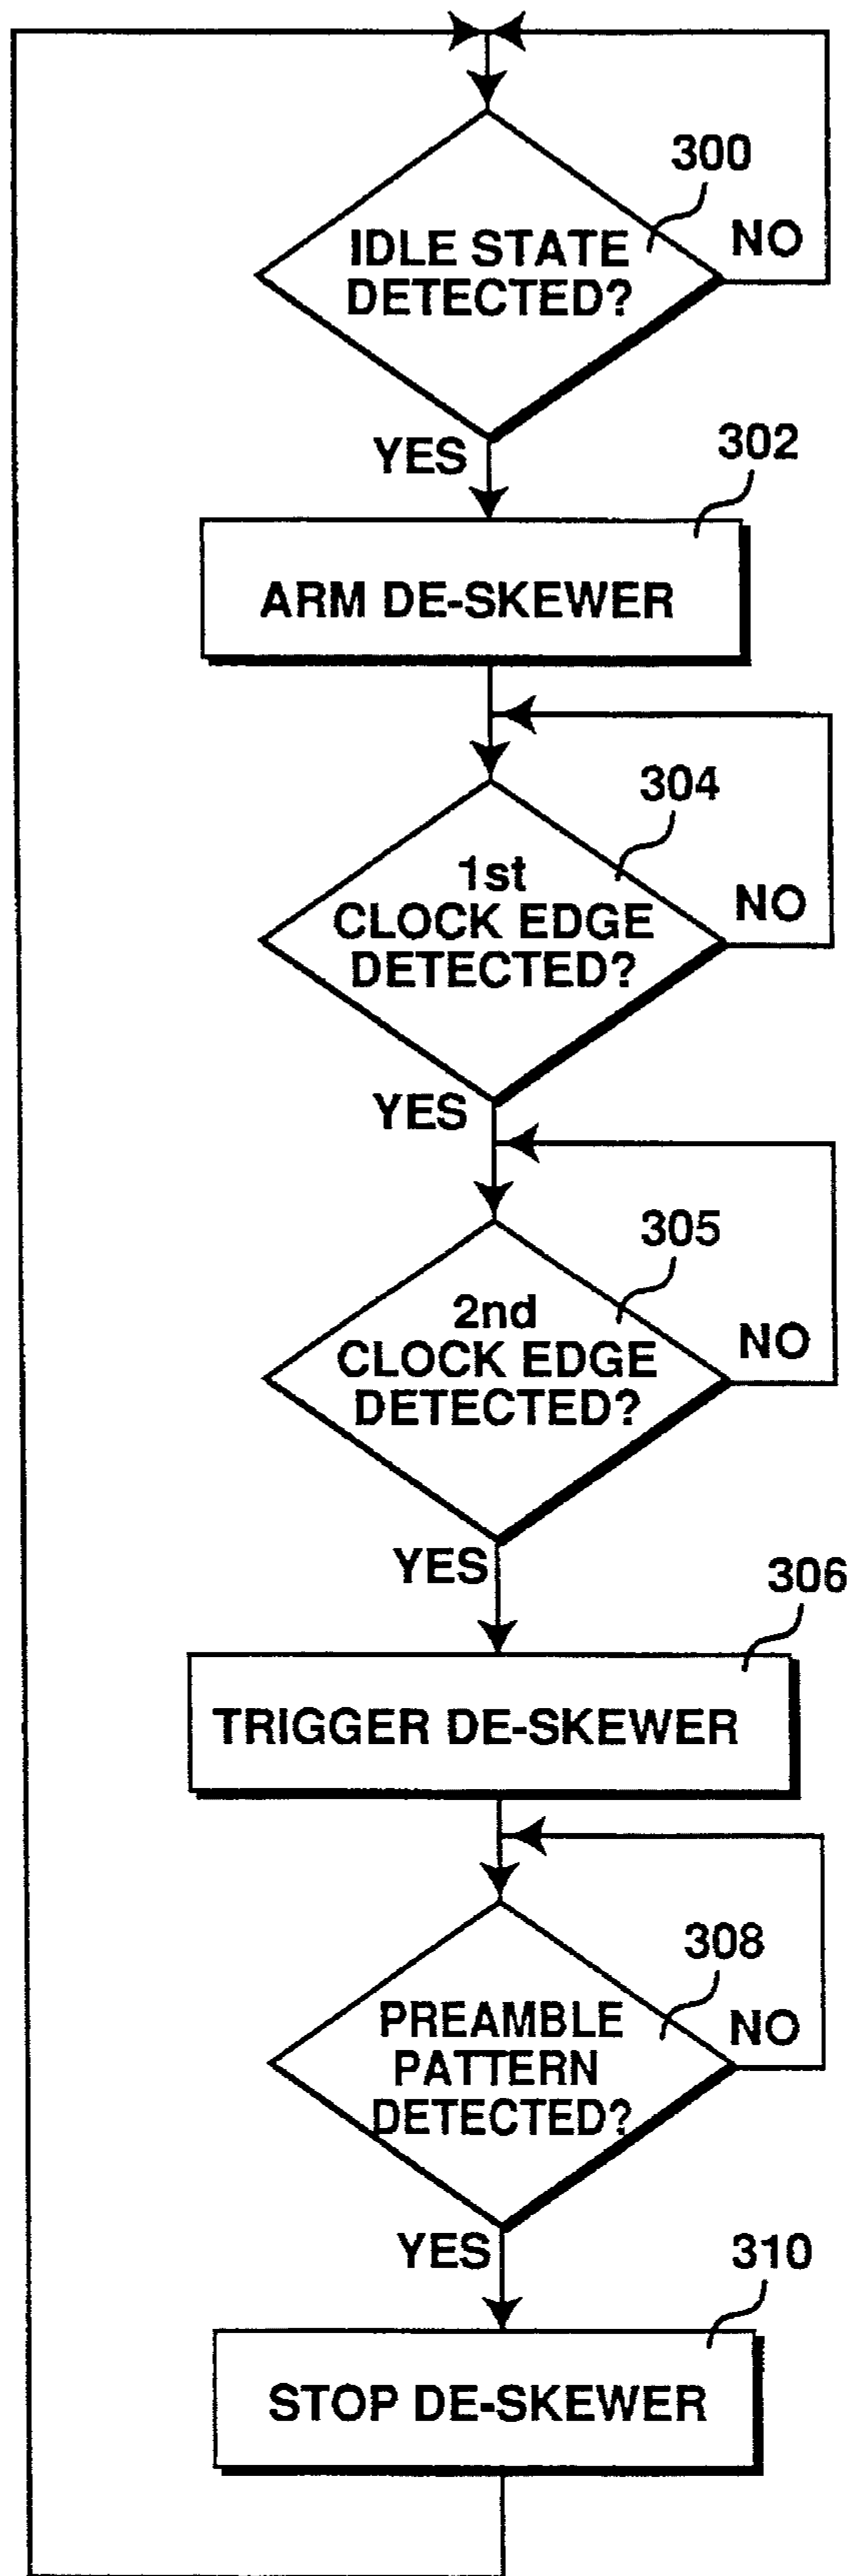 300
IDLE STATE
DETECTED?
NO
YES
302
ARM DE-SKEWER
304
1st
CLOCK EDGE
DETECTED?
NO
YES
305
2nd
CLOCK EDGE
DETECTED?
NO
YES
306
TRIGGER DE-SKEWER
308
PREAMBLE
PATTERN
DETECTED?
NO
YES
310
STOP DE-SKEWER